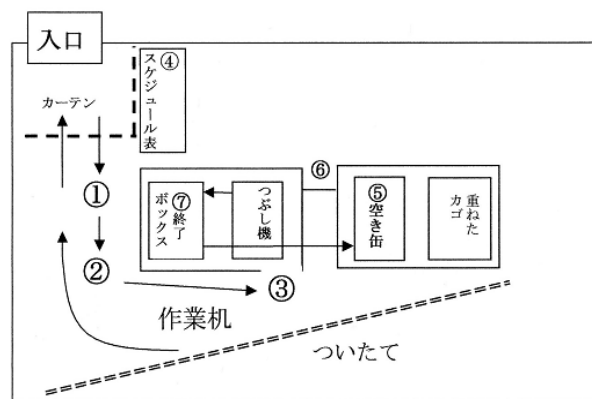 入口
カーテン
④スケジュール表
①
②
③
⑥
⑦終了
ボックス
つぶし機
⑤空き缶
重ねた
カゴ
作業机
ついたて